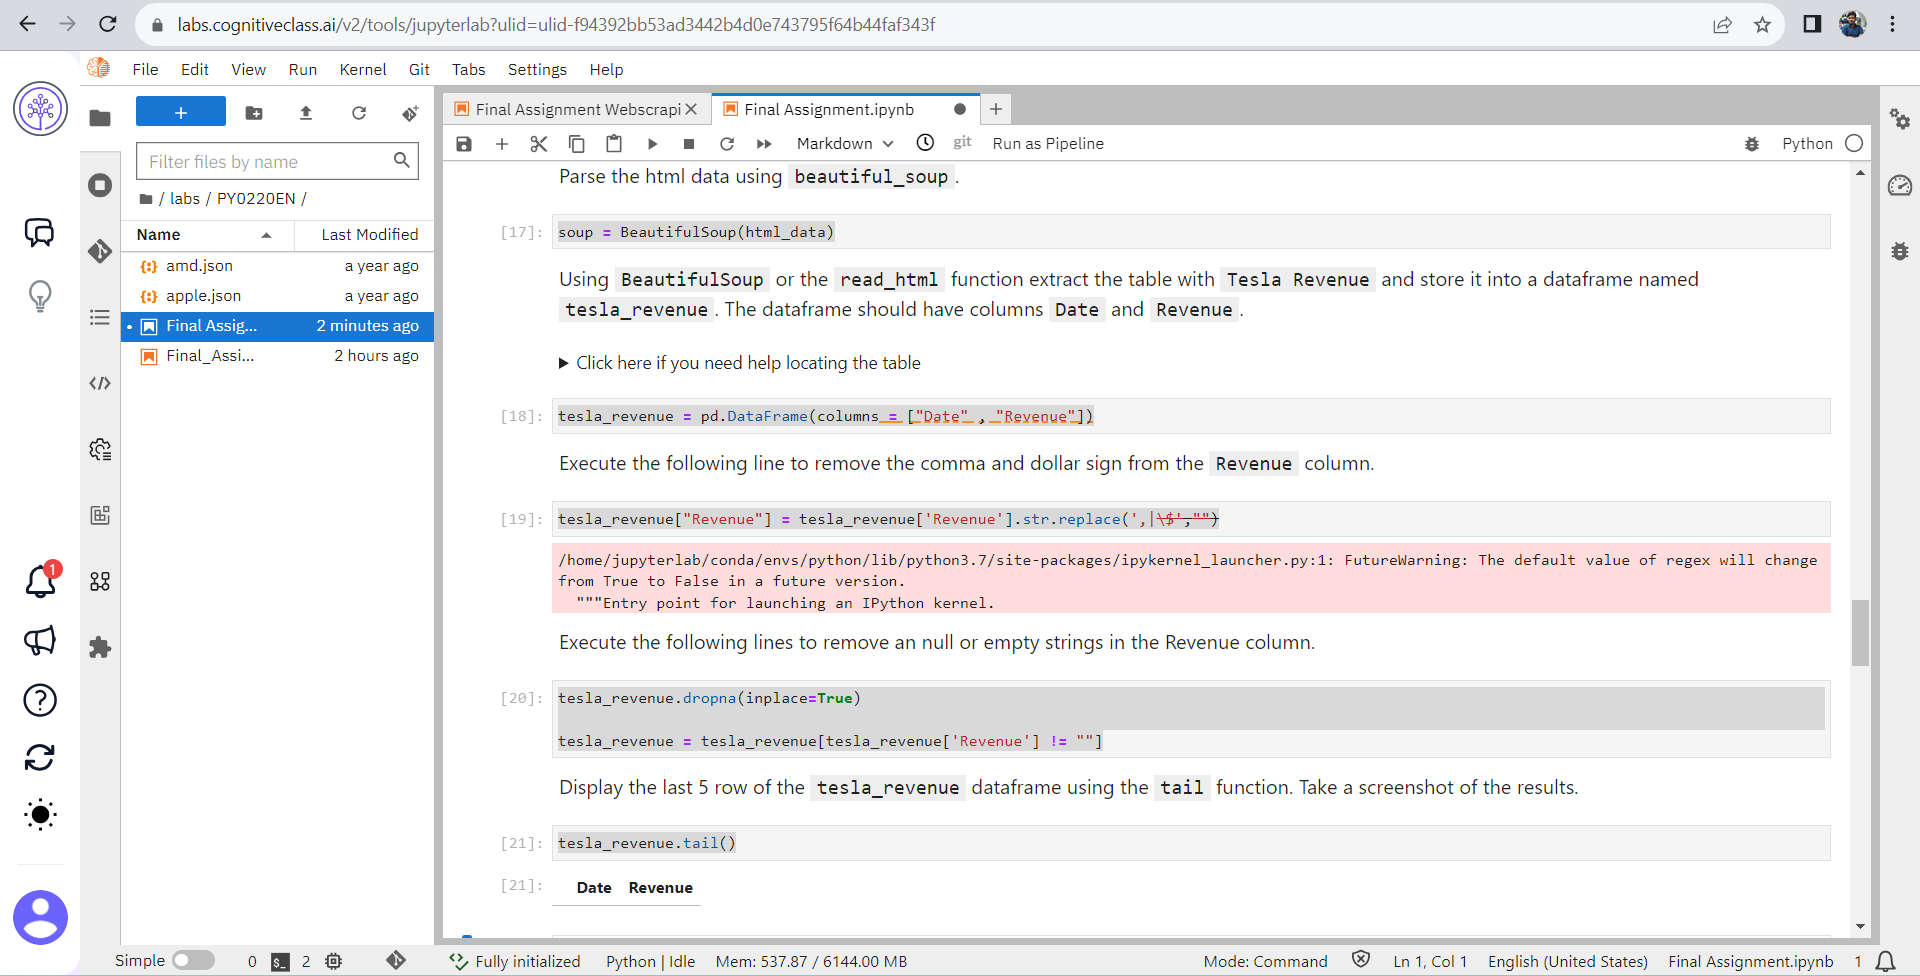 labs.cognitiveclass.ai/v2/tools/jupyterlab?ulid=ulid-f94392bb53ad3442b4d0e743795f64b44faf343f
File Edit View Run Kernel Git Tabs Settings Help
+
Filter files by name
/ labs / PY0220EN /
Name Last Modified
{:} amd.json a year ago
{:} apple.json a year ago
Final Assig... 2 minutes ago
Final_Assi... 2 hours ago
1
Final Assignment Webscrapi
Final Assignment.ipynb
+
Markdown
git
Run as Pipeline
Python
Parse the html data using beautiful_soup.
[17]: soup = BeautifulSoup(html_data)
Using BeautifulSoup or the read_html function extract the table with Tesla Revenue and store it into a dataframe named
tesla_revenue. The dataframe should have columns Date and Revenue.
Click here if you need help locating the table
[18]: tesla_revenue = pd.DataFrame(columns = ["Date" , "Revenue"])
Execute the following line to remove the comma and dollar sign from the Revenue column.
[19]: tesla_revenue["Revenue"] = tesla_revenue['Revenue'].str.replace(',|\$',"")
/home/jupyterlab/conda/envs/python/lib/python3.7/site-packages/ipykernel_launcher.py:1: FutureWarning: The default value of regex will change
from True to False in a future version.
"""Entry point for launching an IPython kernel.
Execute the following lines to remove an null or empty strings in the Revenue column.
[20]: tesla_revenue.dropna(inplace=True)
tesla_revenue = tesla_revenue[tesla_revenue['Revenue'] != ""]
Display the last 5 row of the tesla_revenue dataframe using the tail function. Take a screenshot of the results.
[21]: tesla_revenue.tail()
[21]: Date Revenue
Simple 0 $_ 2 Fully initialized Python | Idle Mem: 537.87 / 6144.00 MB Mode: Command Ln 1, Col 1 English (United States) Final Assignment.ipynb 1